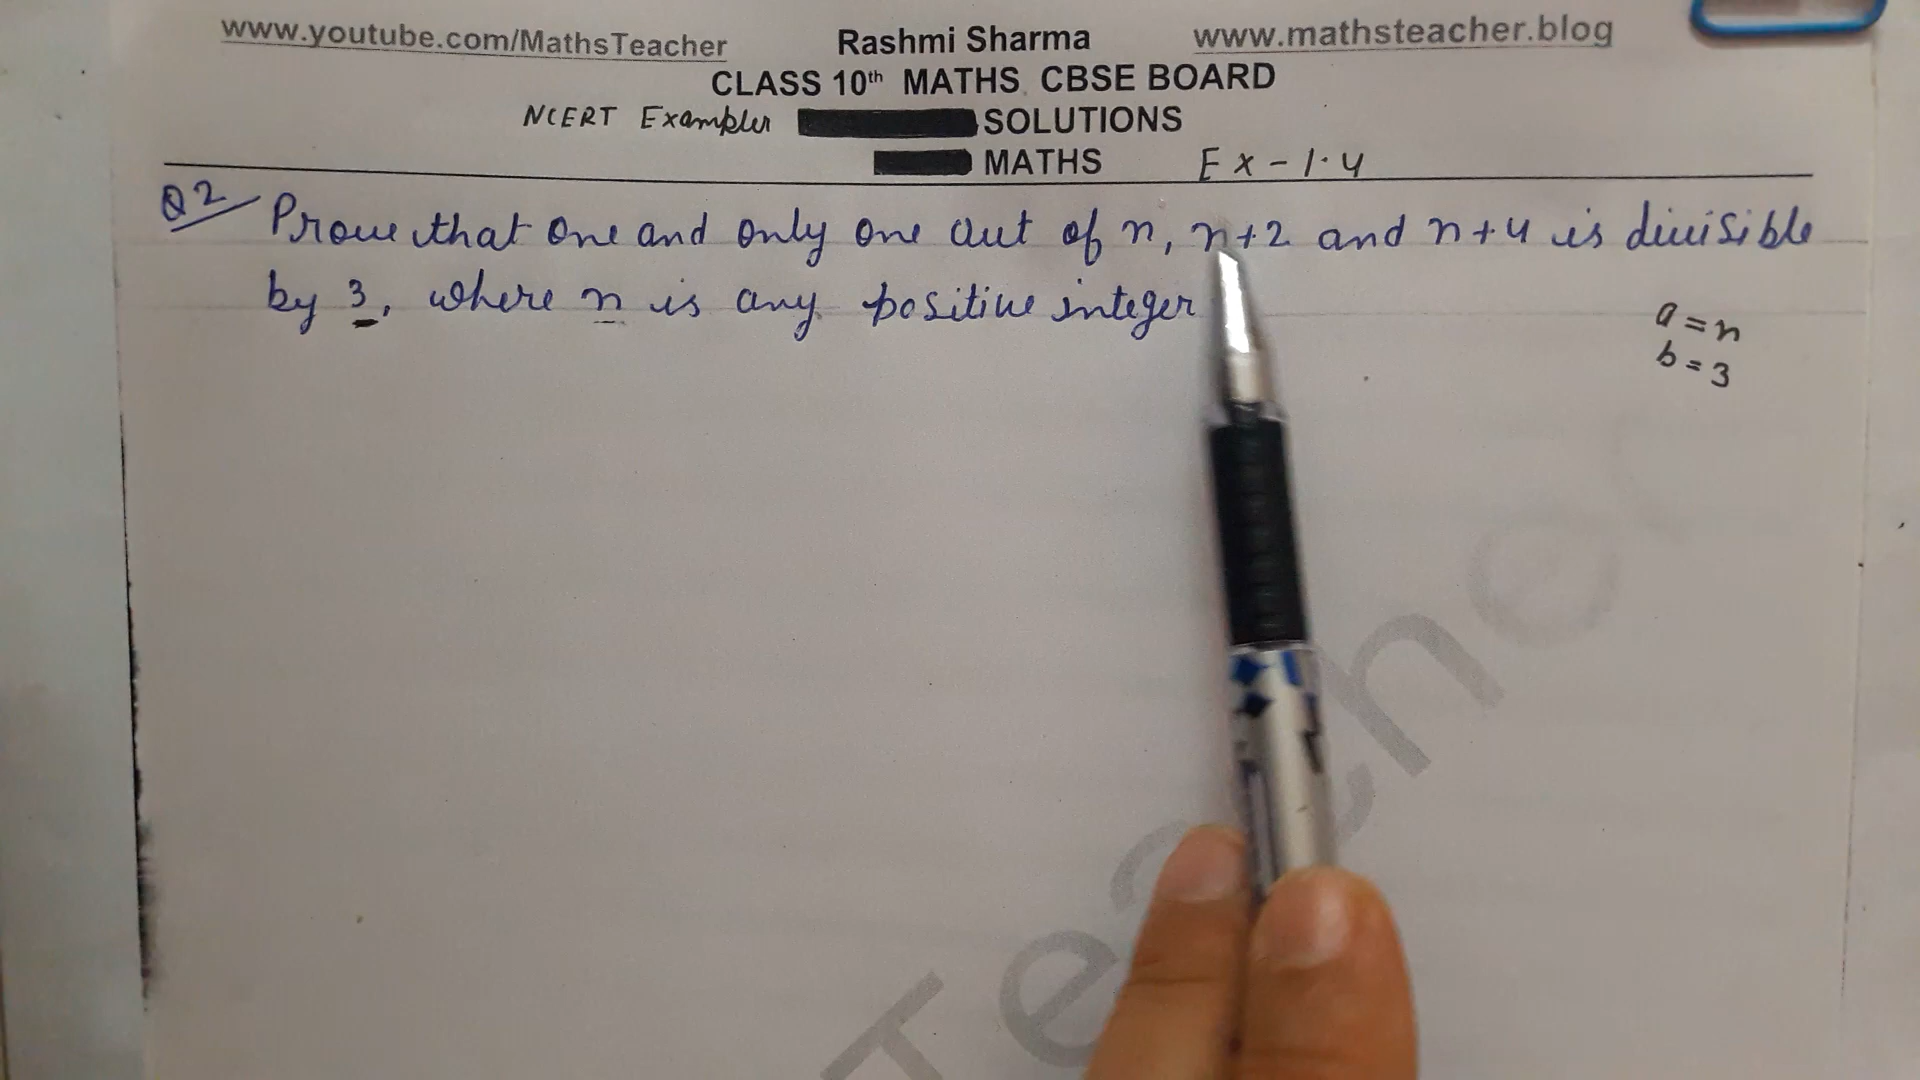 www.youtube.com/MathsTeacher Rashmi Sharma www.mathsteacher.blog
CLASS 10th MATHS CBSE BOARD
NCERT Exampler SOLUTIONS
MATHS Ex-1.4
Q2 Prove that one and only one out of n, n+2 and n+4 is divisible
by 3, where n is any positive integer
a = n
b = 3
Teacher